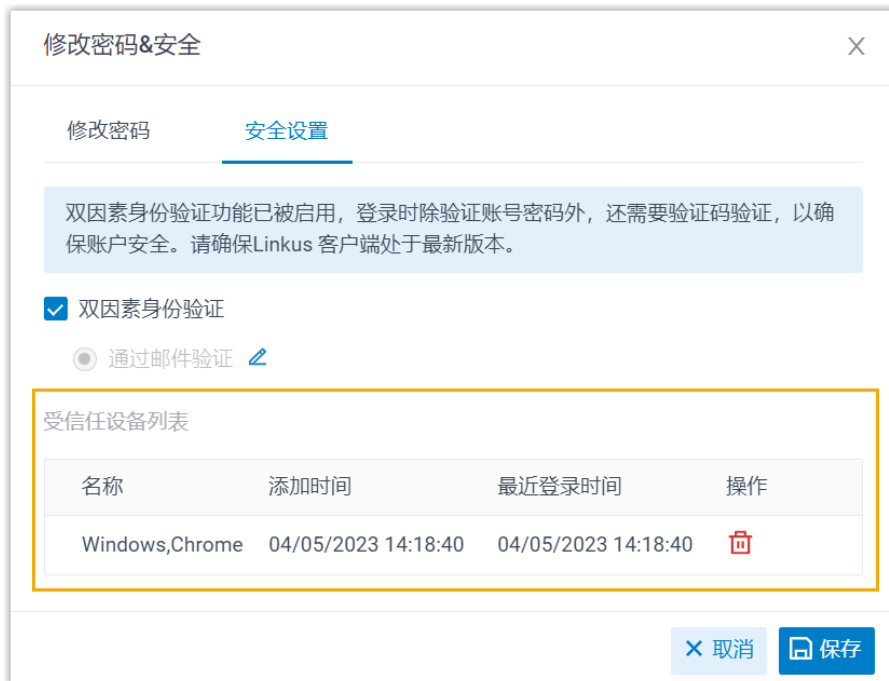 修改密码&安全
修改密码 安全设置
双因素身份验证功能已被启用，登录时除验证账号密码外，还需要验证码验证，以确
保账户安全。请确保Linkus 客户端处于最新版本。
双因素身份验证
通过邮件验证
受信任设备列表
名称 添加时间 最近登录时间 操作
Windows,Chrome 04/05/2023 14:18:40 04/05/2023 14:18:40
取消 保存